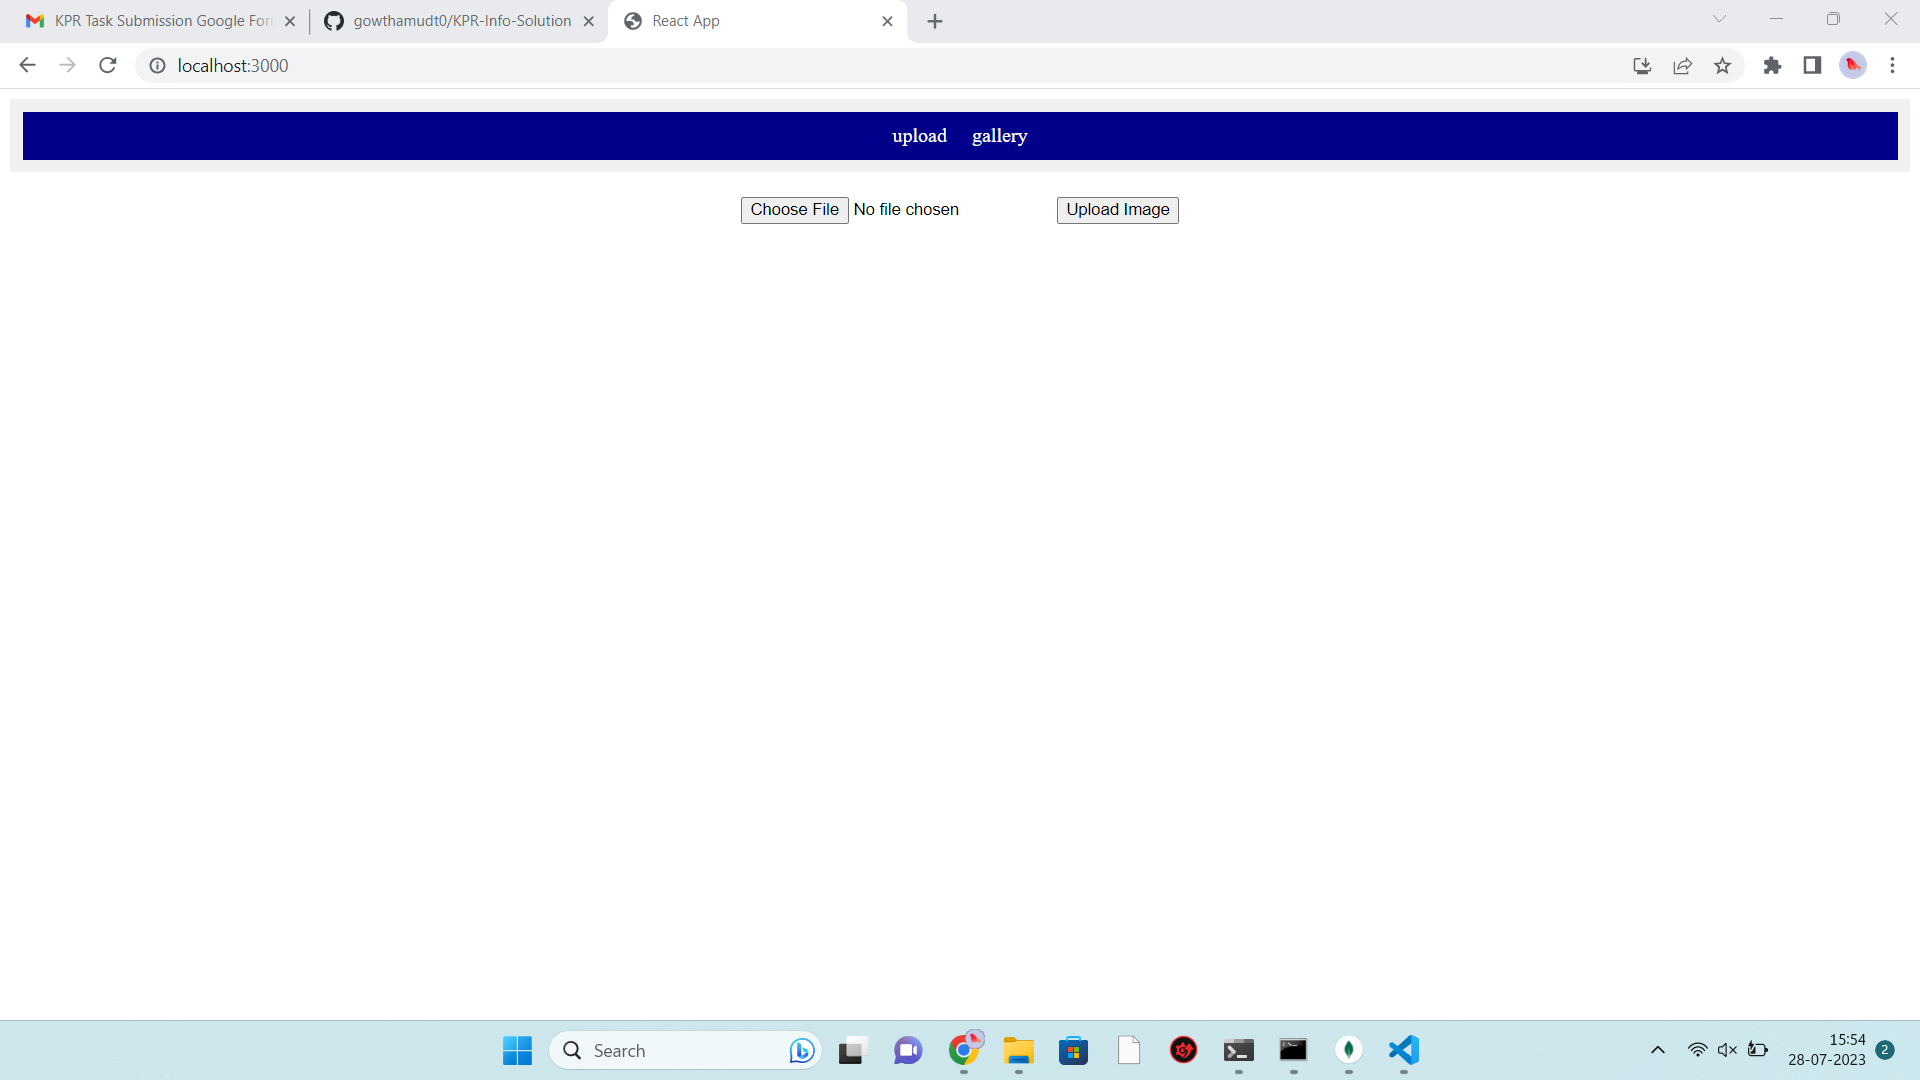 KPR Task Submission Google For
gowthamudt0/KPR-Info-Solution
React App
localhost:3000
upload gallery
Choose File No file chosen Upload Image
Search
15:54
28-07-2023
2